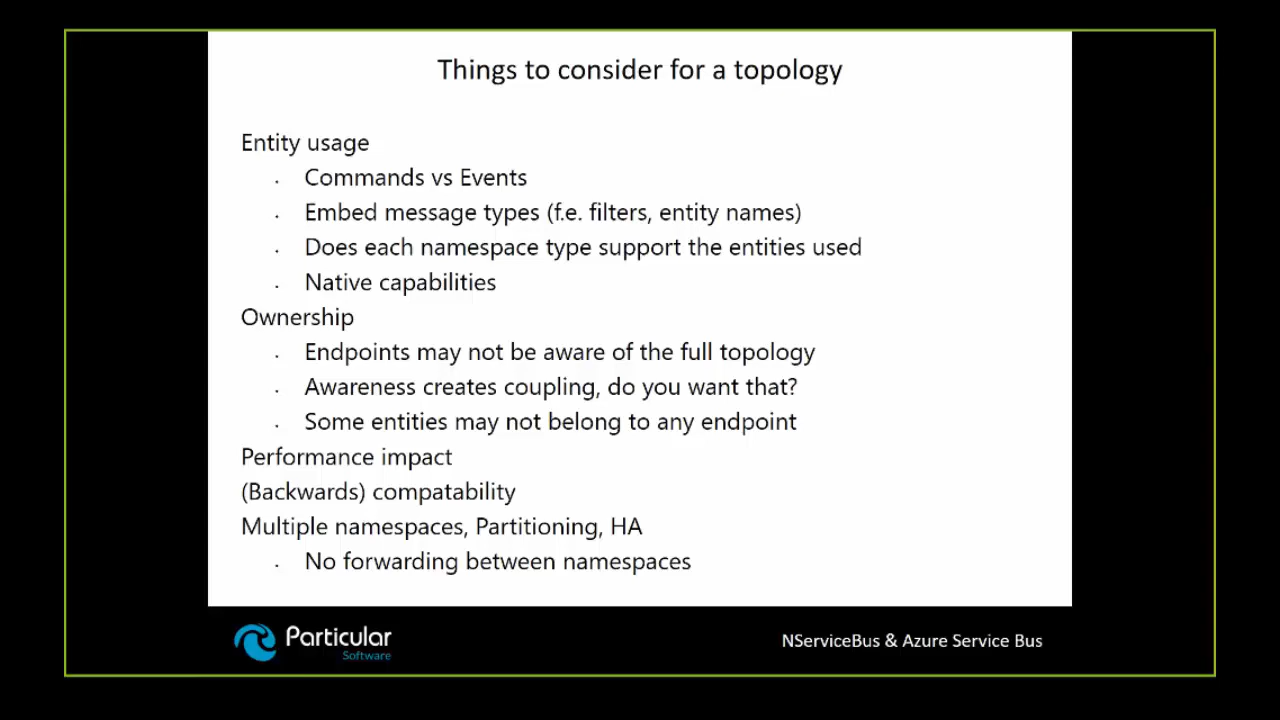 Things to consider for a topology
Entity usage
· Commands vs Events
· Embed message types (f.e. filters, entity names)
· Does each namespace type support the entities used
· Native capabilities
Ownership
· Endpoints may not be aware of the full topology
· Awareness creates coupling, do you want that?
· Some entities may not belong to any endpoint
Performance impact
(Backwards) compatability
Multiple namespaces, Partitioning, HA
· No forwarding between namespaces
Particular
Software
NServiceBus & Azure Service Bus